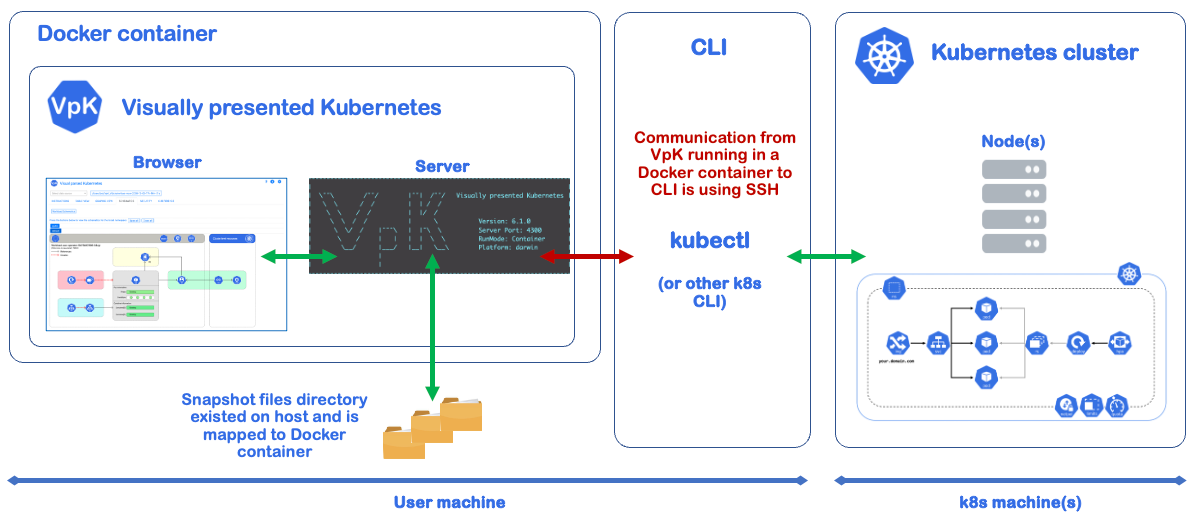 Docker container
VpK
Visually presented Kubernetes
Browser
Server
Visually presented Kubernetes
Version: 6.1.0
Server Port: 4300
RunMode: Container
Platform: darwin
Snapshot files directory
existed on host and is
mapped to Docker
container
CLI
Communication from
VpK running in a
Docker container to
CLI is using SSH
kubectl
(or other k8s
CLI)
Kubernetes cluster
Node(s)
your.domain.com
User machine
k8s machine(s)